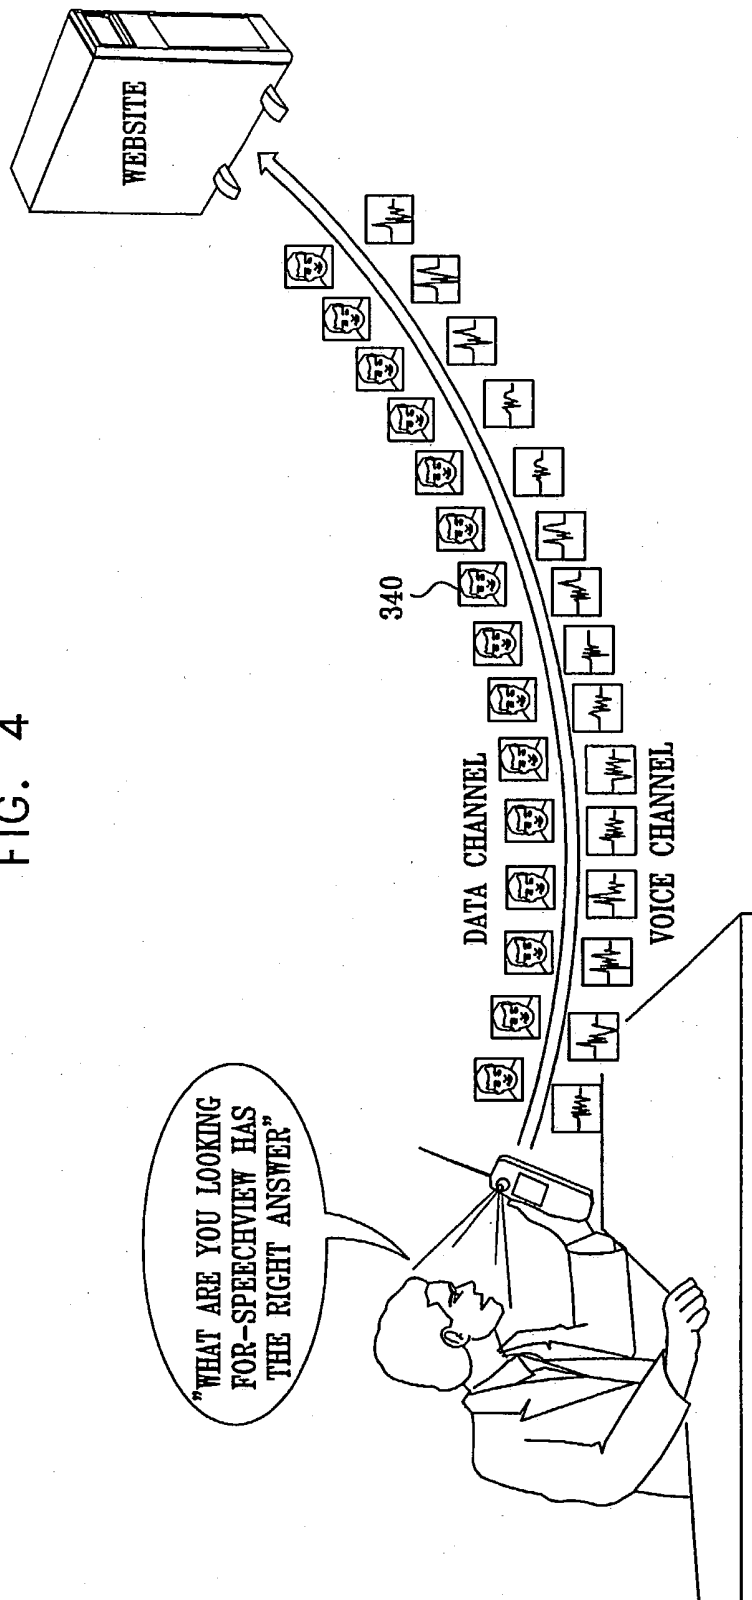 FIG. 4
"WHAT ARE YOU LOOKING
FOR-SPEECHVIEW HAS
THE RIGHT ANSWER"
DATA CHANNEL
340
VOICE CHANNEL
WEBSITE